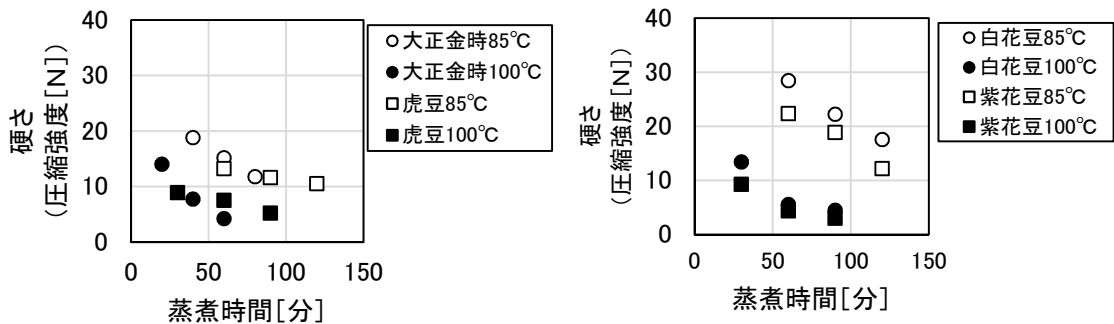 40
30
20
10
0
0
50
100
150
硬さ
(圧縮強度[N])
蒸煮時間[分]
大正金時85℃
大正金時100℃
虎豆85℃
虎豆100℃
40
30
20
10
0
0
50
100
150
硬さ
(圧縮強度[N])
蒸煮時間[分]
白花豆85℃
白花豆100℃
紫花豆85℃
紫花豆100℃